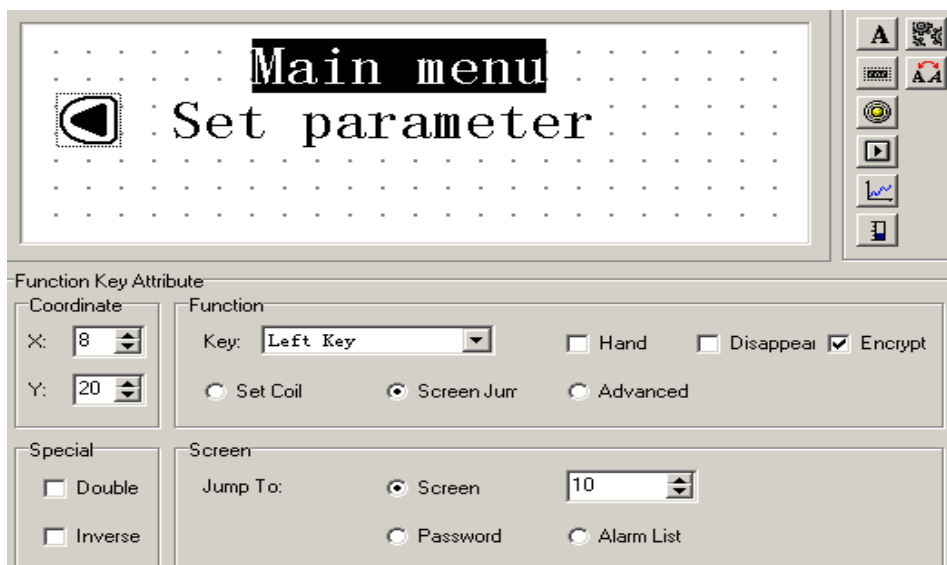 Main menu
Set parameter
A
A A
Function Key Attribute
Coordinate
X: 8
Y: 20
Function
Key: Left Key
Hand
Disappear
Encrypt
Set Coil
Screen Jum
Advanced
Special
Double
Inverse
Screen
Jump To:
Screen
10
Password
Alarm List